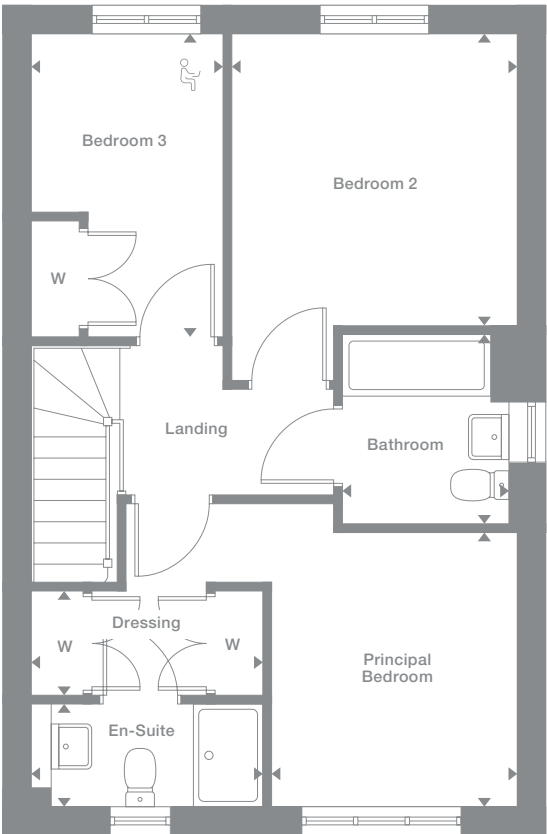 Bedroom 3
Bedroom 2
W
Landing
Bathroom
Dressing
W
W
Principal
Bedroom
En-Suite